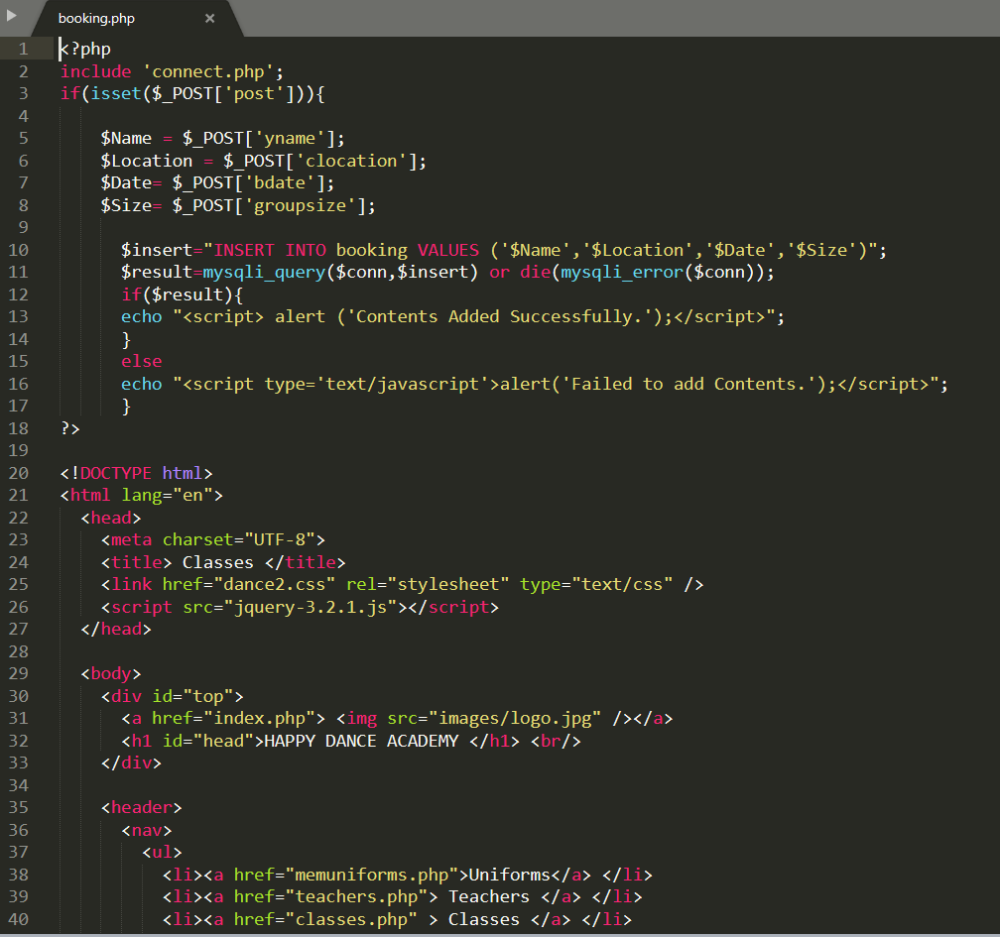 booking.php ×
1 <?php
2 include 'connect.php';
3 if(isset($_POST['post'])){
4
5 $Name = $_POST['yname'];
6 $Location = $_POST['clocation'];
7 $Date= $_POST['bdate'];
8 $Size= $_POST['groupsize'];
9
10 $insert="INSERT INTO booking VALUES ('$Name','$Location','$Date','$Size')";
11 $result=mysqli_query($conn,$insert) or die(mysqli_error($conn));
12 if($result){
13 echo "<script> alert ('Contents Added Successfully.');</script>";
14 }
15 else
16 echo "<script type='text/javascript'>alert('Failed to add Contents.');</script>";
17 }
18 ?>
19
20 <!DOCTYPE html>
21 <html lang="en">
22 <head>
23 <meta charset="UTF-8">
24 <title> Classes </title>
25 <link href="dance2.css" rel="stylesheet" type="text/css" />
26 <script src="jquery-3.2.1.js"></script>
27 </head>
28
29 <body>
30 <div id="top">
31 <a href="index.php"> <img src="images/logo.jpg" /></a>
32 <h1 id="head">HAPPY DANCE ACADEMY </h1> <br/>
33 </div>
34
35 <header>
36 <nav>
37 <ul>
38 <li><a href="memuniforms.php">Uniforms</a> </li>
39 <li><a href="teachers.php"> Teachers </a> </li>
40 <li><a href="classes.php" > Classes </a> </li>